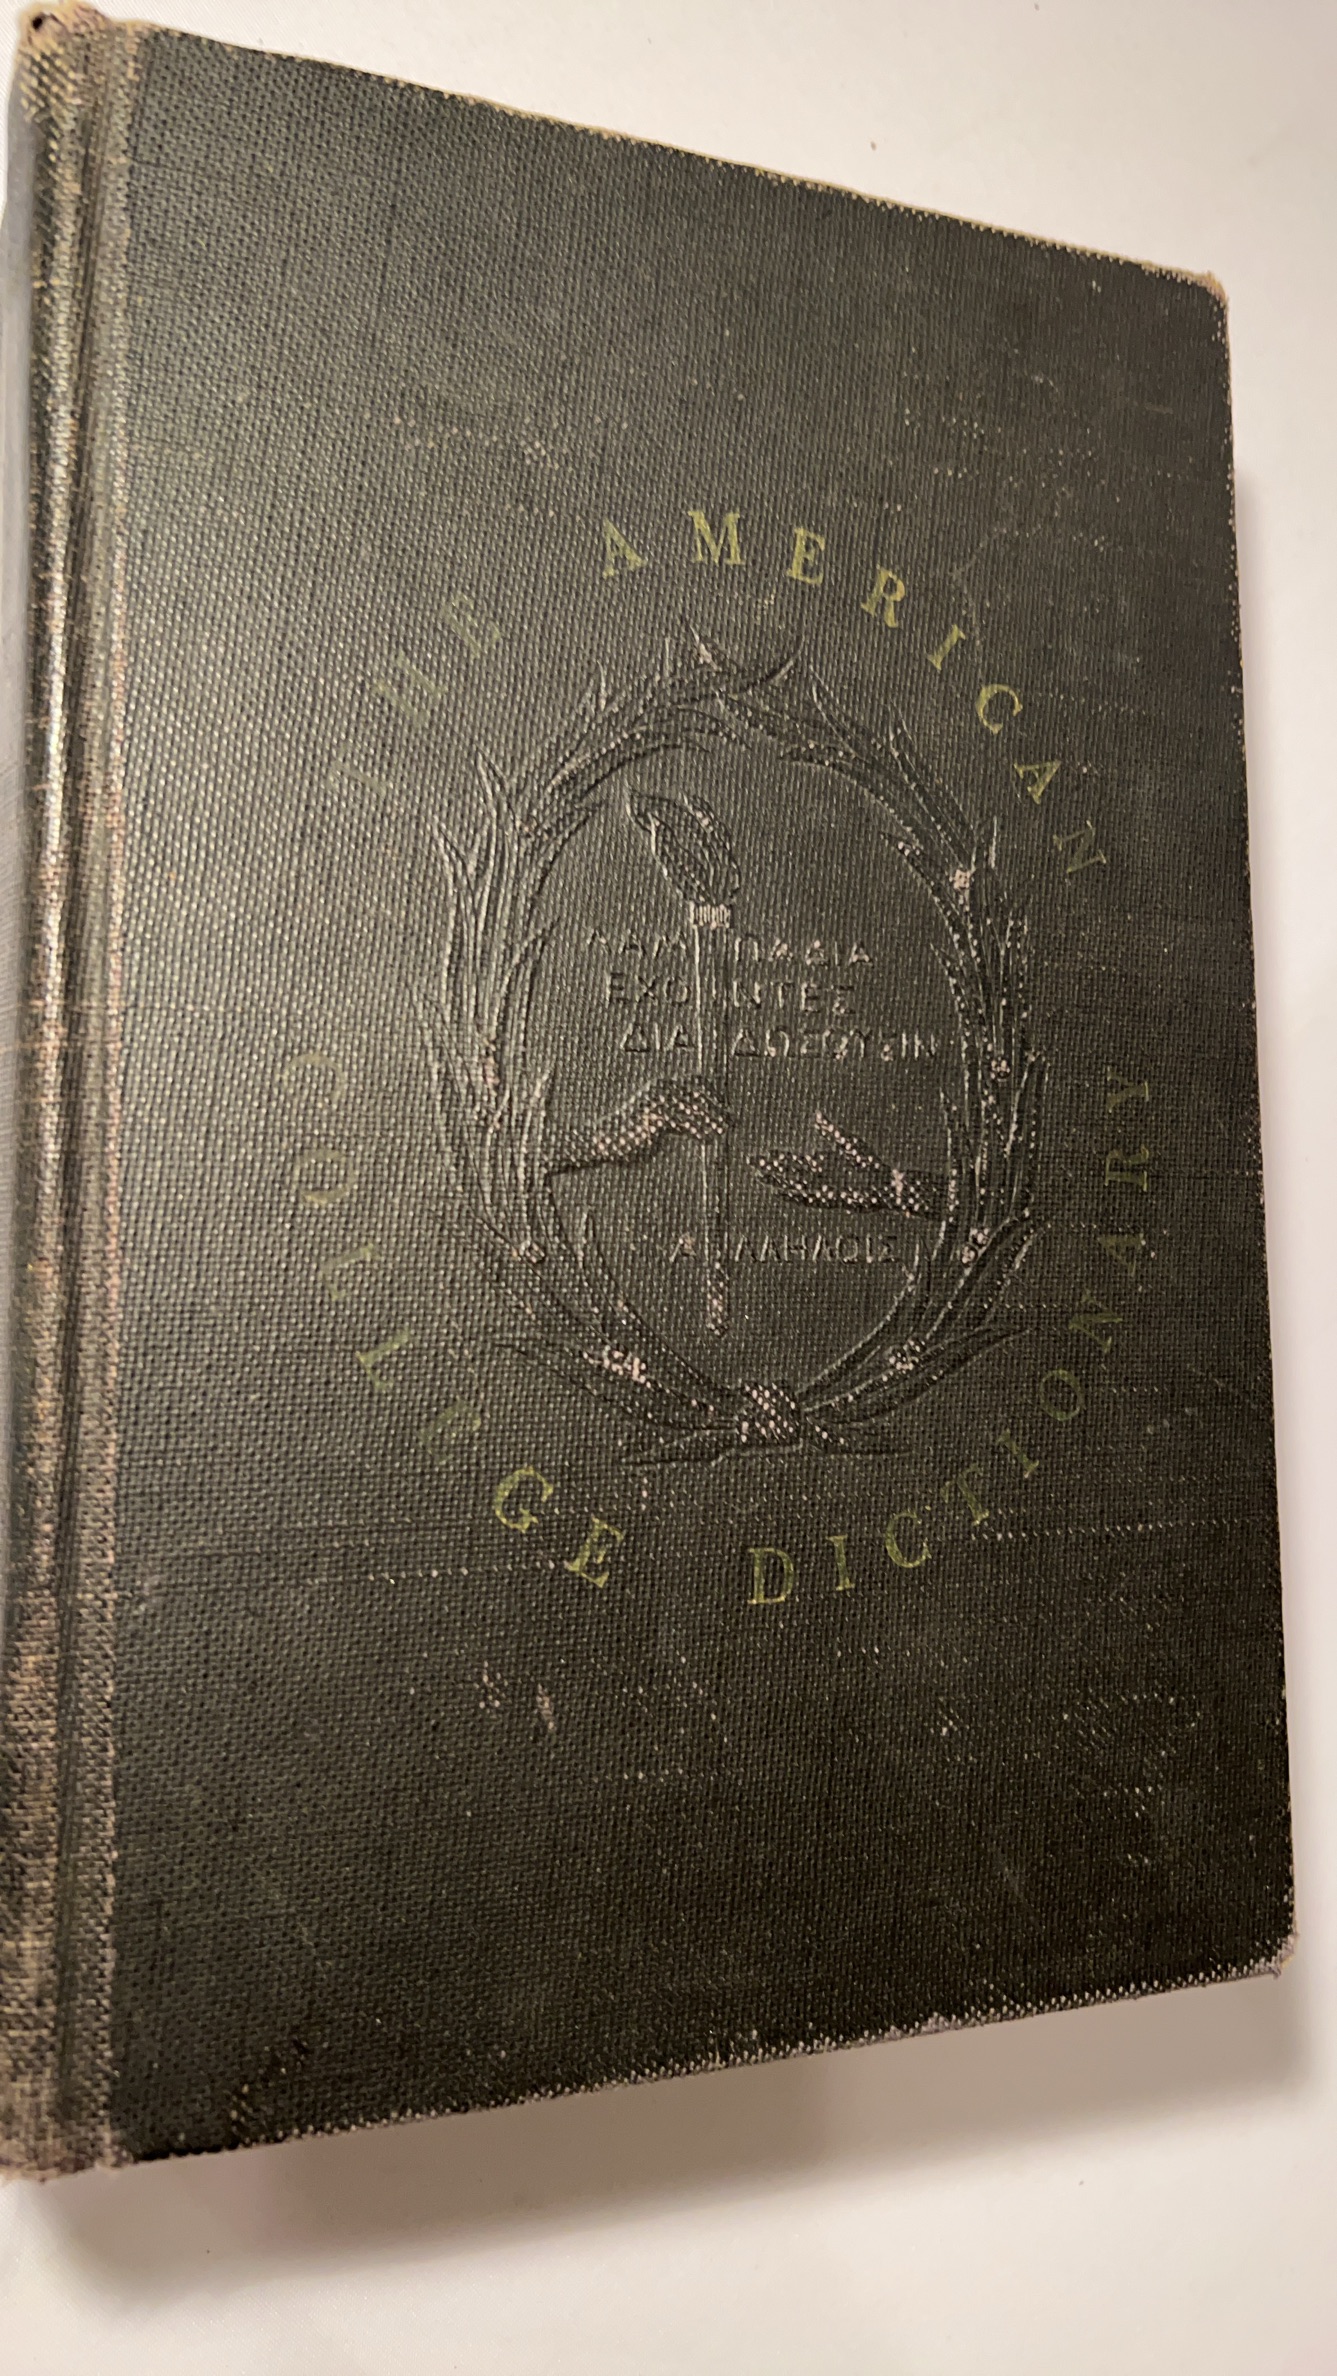 THE AMERICAN
ΛΑΜΠΑΔΙΑ
ΕΧΟΝΤΕΣ
ΔΙΑΔΩΣΟΥΣΙΝ
ΑΛΛΗΛΟΙΣ
COLLEGE DICTIONARY